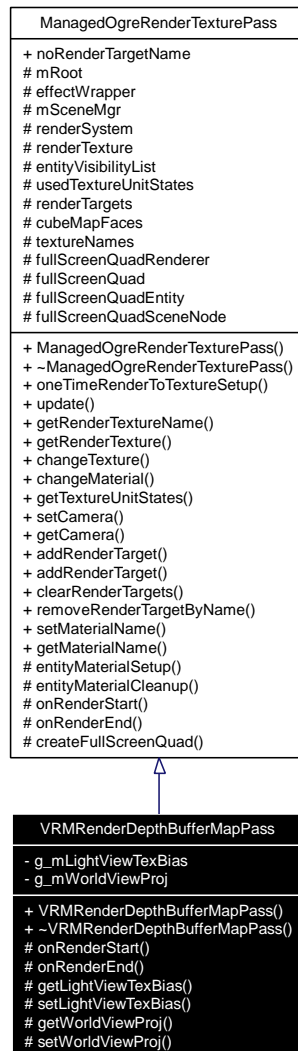 ManagedOgreRenderTexturePass
+ noRenderTargetName
# mRoot
# effectWrapper
# mSceneMgr
# renderSystem
# renderTexture
# entityVisibilityList
# usedTextureUnitStates
# renderTargets
# cubeMapFaces
# textureNames
# fullScreenQuadRenderer
# fullScreenQuad
# fullScreenQuadEntity
# fullScreenQuadSceneNode
+ ManagedOgreRenderTexturePass()
+ ~ManagedOgreRenderTexturePass()
+ oneTimeRenderToTextureSetup()
+ update()
+ getRenderTextureName()
+ getRenderTexture()
+ changeTexture()
+ changeMaterial()
+ getTextureUnitStates()
+ setCamera()
+ getCamera()
+ addRenderTarget()
+ addRenderTarget()
+ clearRenderTargets()
+ removeRenderTargetByName()
+ setMaterialName()
+ getMaterialName()
# entityMaterialSetup()
# entityMaterialCleanup()
# onRenderStart()
# onRenderEnd()
# createFullScreenQuad()
VRMRenderDepthBufferMapPass
- g_mLightViewTexBias
- g_mWorldViewProj
+ VRMRenderDepthBufferMapPass()
+ ~VRMRenderDepthBufferMapPass()
# onRenderStart()
# onRenderEnd()
# getLightViewTexBias()
# setLightViewTexBias()
# getWorldViewProj()
# setWorldViewProj()